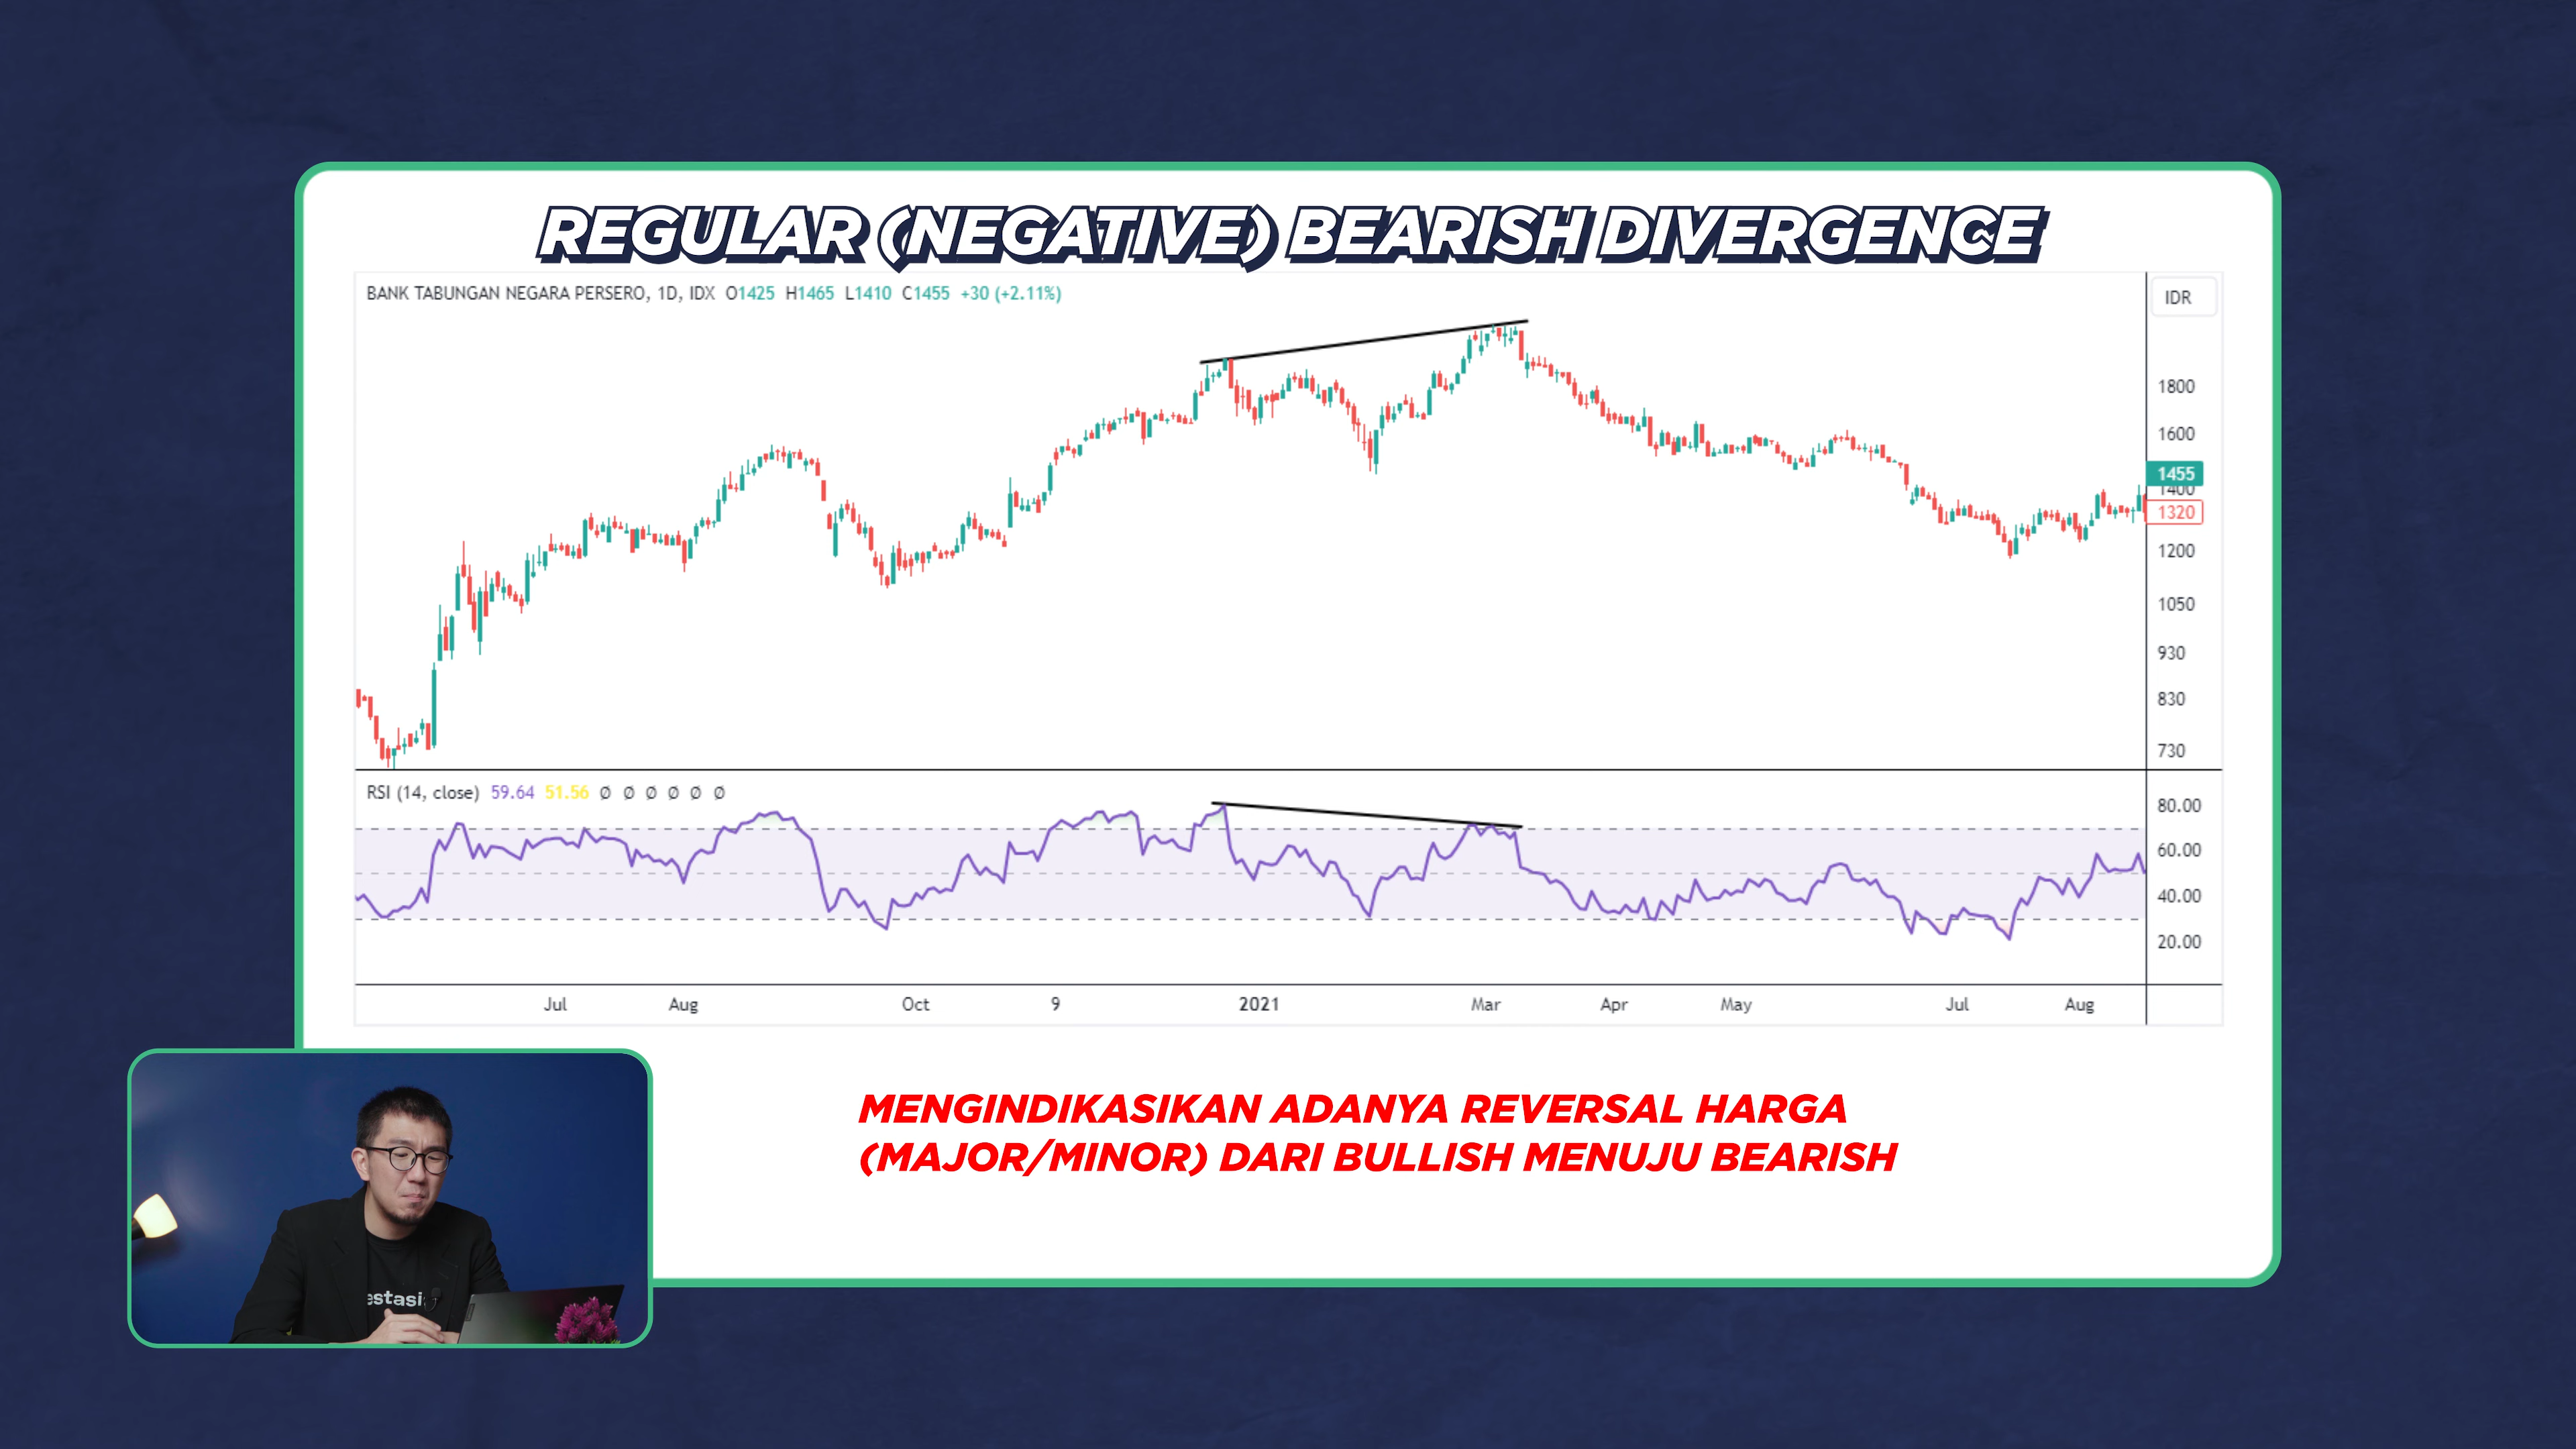 REGULAR (NEGATIVE) BEARISH DIVERGENCE
BANK TABUNGAN NEGARA PERSERO, 1D, IDX O1425 H1465 L1410 C1455 +30 (+2.11%)
IDR
1800
1600
1455
1400
1320
1200
1050
930
830
730
RSI (14, close) 59.64 51.56 Ø Ø Ø Ø Ø Ø
80.00
60.00
40.00
20.00
Jul Aug Oct 9 2021 Mar Apr May Jul Aug
MENGINDIKASIKAN ADANYA REVERSAL HARGA
(MAJOR/MINOR) DARI BULLISH MENUJU BEARISH
estasi